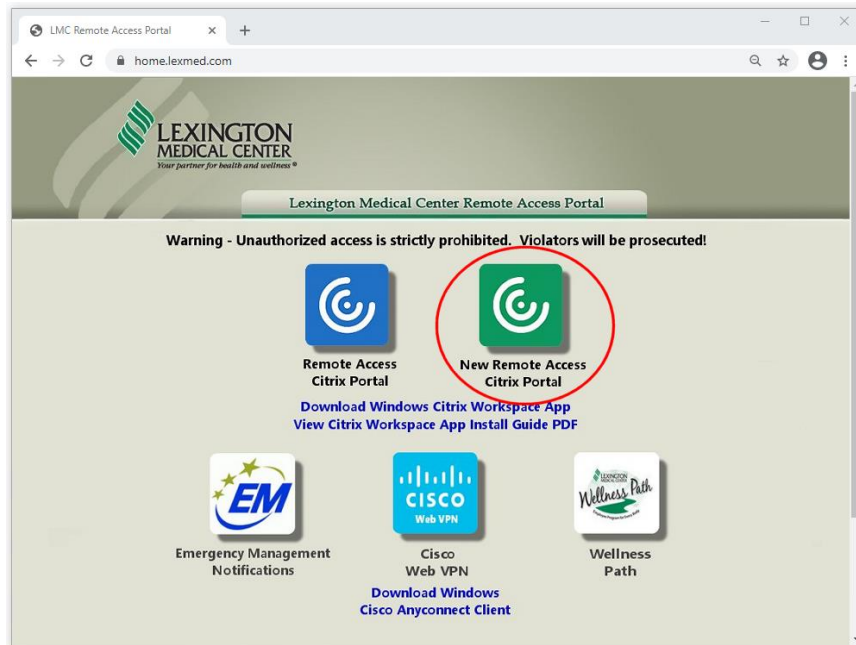 LMC Remote Access Portal
home.lexmed.com
LEXINGTON
MEDICAL CENTER
Your partner for health and wellness®
Lexington Medical Center Remote Access Portal
Warning - Unauthorized access is strictly prohibited. Violators will be prosecuted!
Remote Access
Citrix Portal
New Remote Access
Citrix Portal
Download Windows Citrix Workspace App
View Citrix Workspace App Install Guide PDF
EM
CISCO
Web VPN
LEXINGTON
MEDICAL CENTER
Wellness Path
Emergency Management
Notifications
Cisco
Web VPN
Wellness
Path
Download Windows
Cisco Anyconnect Client